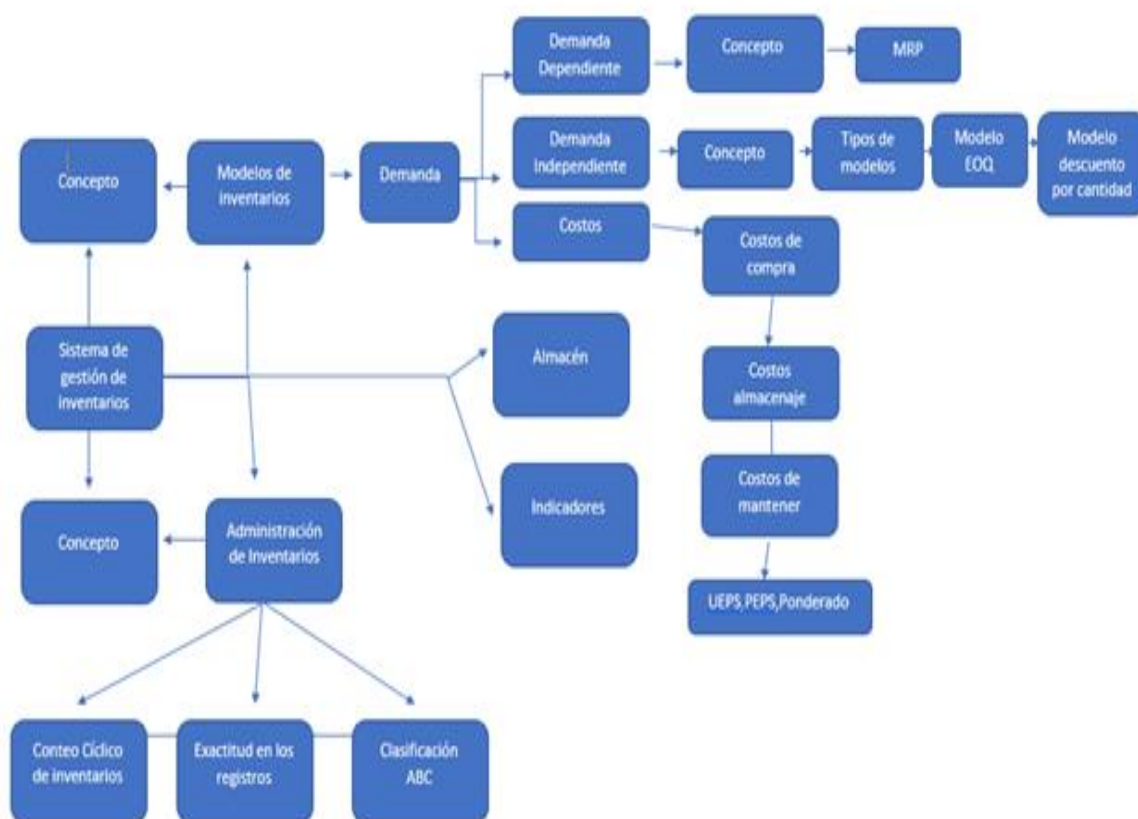 Demanda
Dependiente
Concepto
MRP
Concepto
Modelos de
inventarios
Demanda
Demanda
Independiente
Concepto
Tipos de
modelos
Modelo
EOQ
Modelo
descuento
por cantidad
Costos
Costos de
compra
Sistema de
gestión de
inventarios
Almacén
Costos
almacenaje
Concepto
Administración
de Inventarios
Indicadores
Costos de
mantener
UEPS,PEPS,Ponderado
Conteo Cíclico
de inventarios
Exactitud en los
registros
Clasificación
ABC